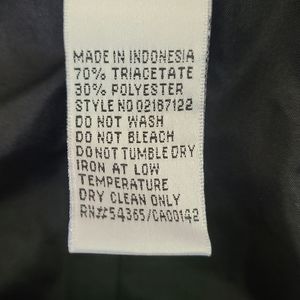 MADE IN INDONESIA
70% TRIACETATE
30% POLYESTER
STYLE NO 02187122
DO NOT WASH
DO NOT BLEACH
DO NOT TUMBLE DRY
IRON AT LOW
TEMPERATURE
DRY CLEAN ONLY
RN#54365/CA00142